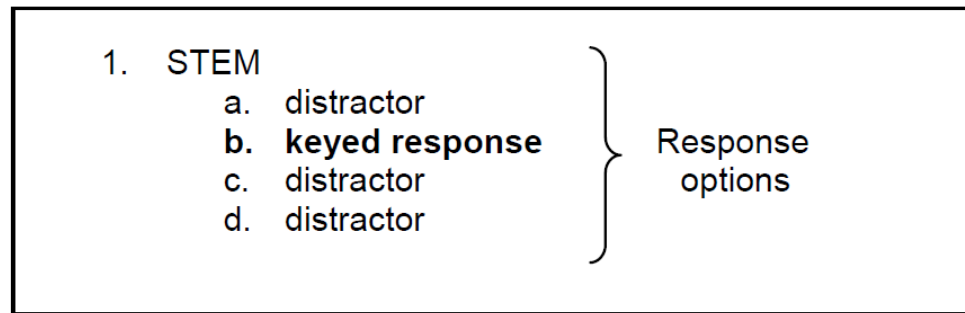 1. STEM
a. distractor
b. keyed response
c. distractor
d. distractor
Response
options